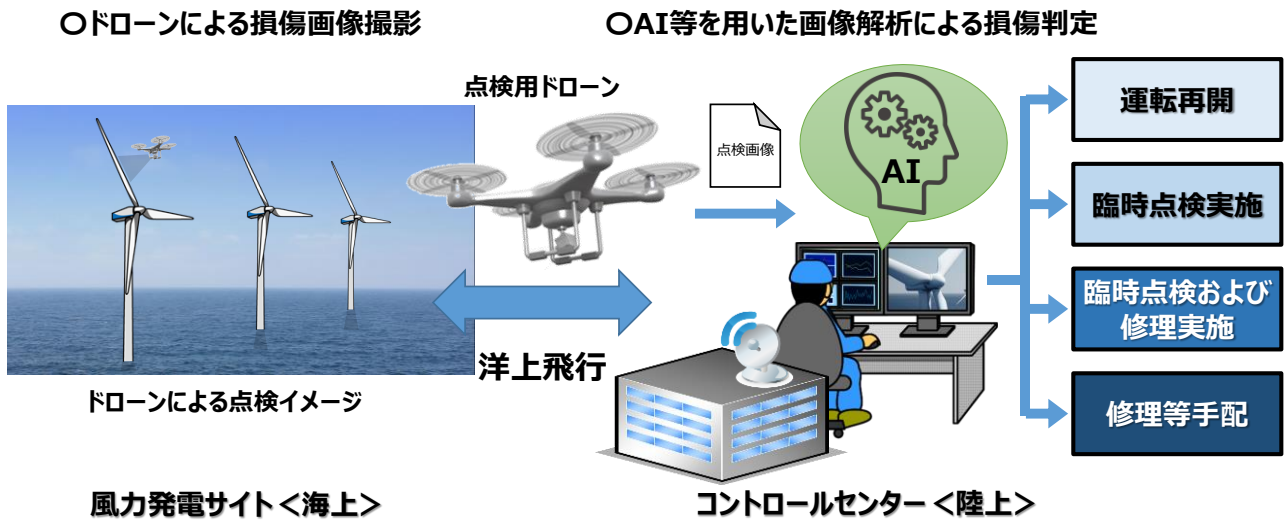 〇ドローンによる損傷画像撮影
〇AI等を用いた画像解析による損傷判定
点検用ドローン
点検画像
AI
運転再開
臨時点検実施
臨時点検および
修理実施
修理等手配
洋上飛行
ドローンによる点検イメージ
風力発電サイト＜海上＞
コントロールセンター＜陸上＞